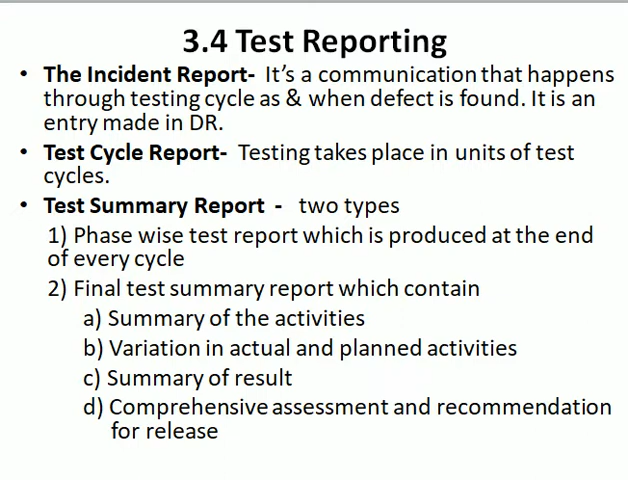 3.4 Test Reporting
• The Incident Report- It's a communication that happens
through testing cycle as & when defect is found. It is an
entry made in DR.
• Test Cycle Report- Testing takes place in units of test
cycles.
• Test Summary Report - two types
1) Phase wise test report which is produced at the end
of every cycle
2) Final test summary report which contain
a) Summary of the activities
b) Variation in actual and planned activities
c) Summary of result
d) Comprehensive assessment and recommendation
for release